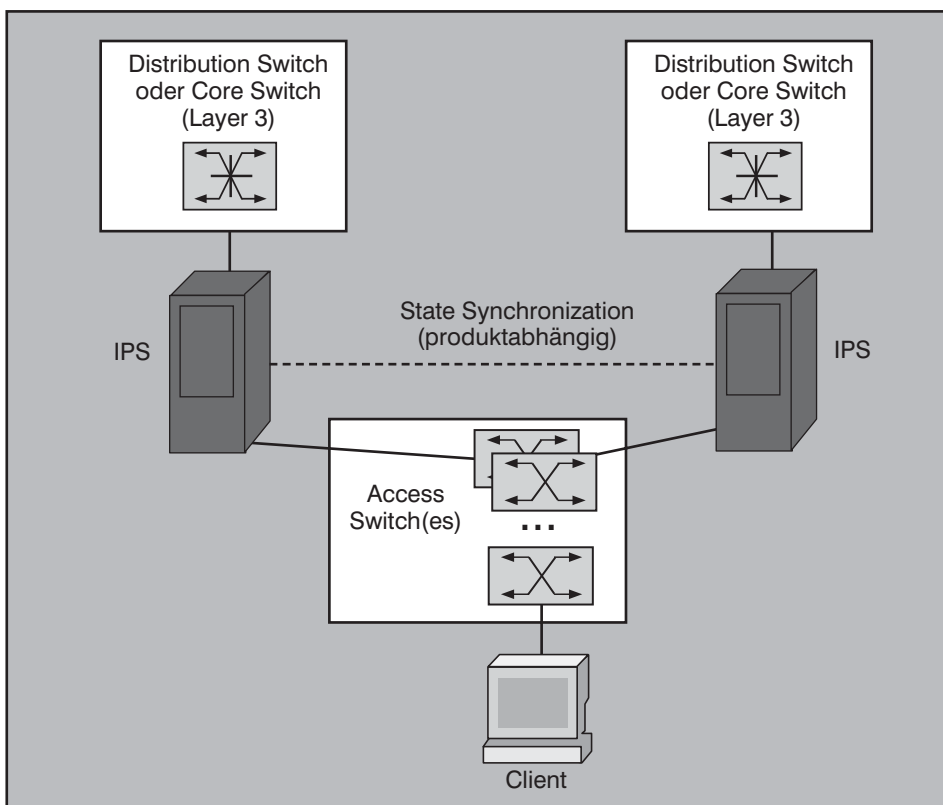 Distribution Switch
oder Core Switch
(Layer 3)
Distribution Switch
oder Core Switch
(Layer 3)
IPS
State Synchronization
(produktabhängig)
IPS
Access
Switch(es)
...
Client